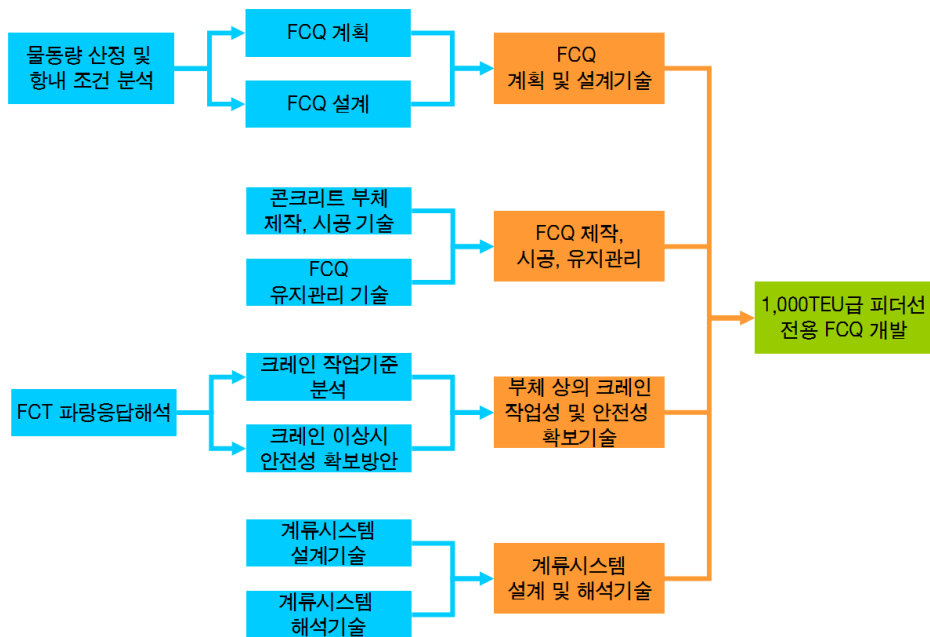 물동량 산정 및
항내 조건 분석
FCQ 계획
FCQ 설계
FCQ
계획 및 설계기술
콘크리트 부체
제작, 시공 기술
FCQ
유지관리 기술
FCQ 제작,
시공, 유지관리
1,000TEU급 피더선
전용 FCQ 개발
FCT 파랑응답해석
크레인 작업기준
분석
크레인 이상시
안전성 확보방안
부체 상의 크레인
작업성 및 안전성
확보기술
계류시스템
설계기술
계류시스템
해석기술
계류시스템
설계 및 해석기술